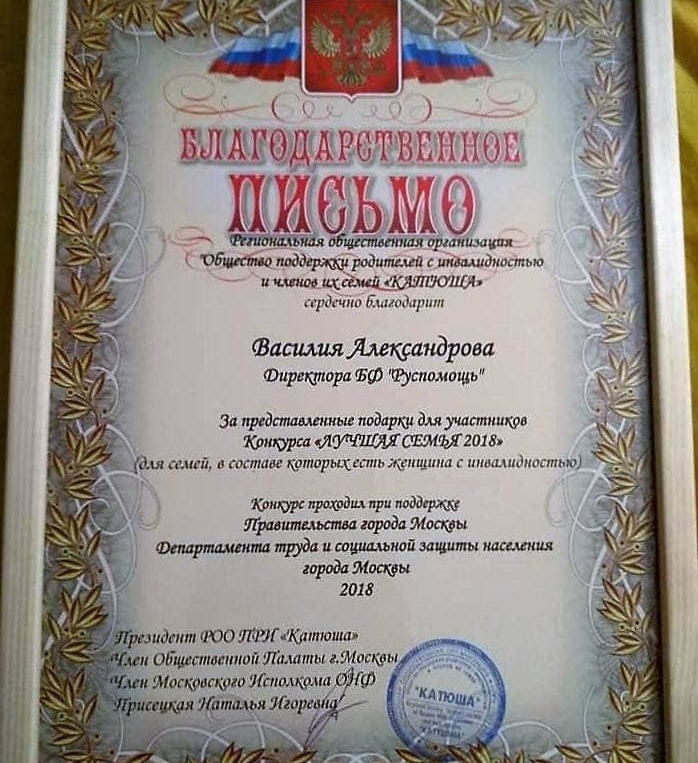 БЛАГОДАРСТВЕННОЕ
ПИСЬМО
Региональная общественная организация
"Общество поддержки родителей с инвалидностью
и членов их семей «КАТЮША»
сердечно благодарит
Василия Александрова
Директора БФ "Руспомощь"
За представленные подарки для участников
Конкурса «ЛУЧШАЯ СЕМЬЯ 2018»
(для семей, в составе которых есть женщина с инвалидностью)
Конкурс проходил при поддержке
Правительства города Москвы
Департамента труда и социальной защиты населения
города Москвы
2018
Президент РОО ПРИ «Катюша»
Член Общественной Палаты г.Москвы
Член Московского Исполкома ОНФ
Присецкая Наталья Игоревна
"КАТЮША"
"КАТЮША"